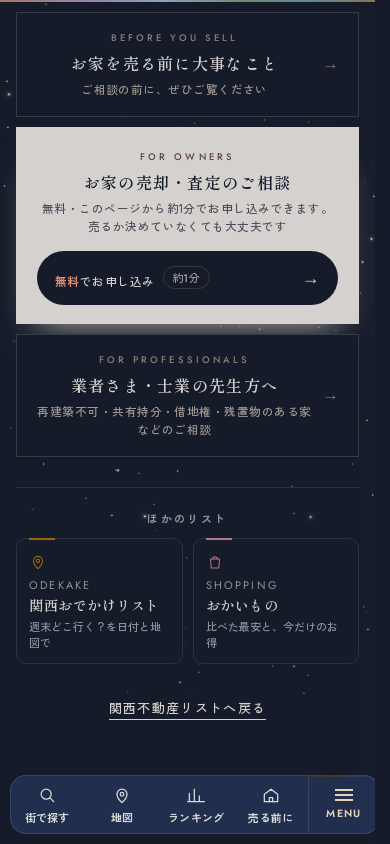 BEFORE YOU SELL
お家を売る前に大事なこと
→
ご相談の前に、ぜひご覧ください
FOR OWNERS
お家の売却・査定のご相談
無料・このページから約1分でお申し込みできます。
売るか決めていなくても大丈夫です
無料でお申し込み 約1分 →
FOR PROFESSIONALS
業者さま・士業の先生方へ
→
再建築不可・共有持分・借地権・残置物のある家
などのご相談
ほかのリスト
ODEKAKE
関西おでかけリスト
週末どこ行く？を日付と地
図で
SHOPPING
おかいもの
比べた最安と、今だけのお
得
関西不動産リストへ戻る
街で探す 地図 ランキング 売る前に MENU